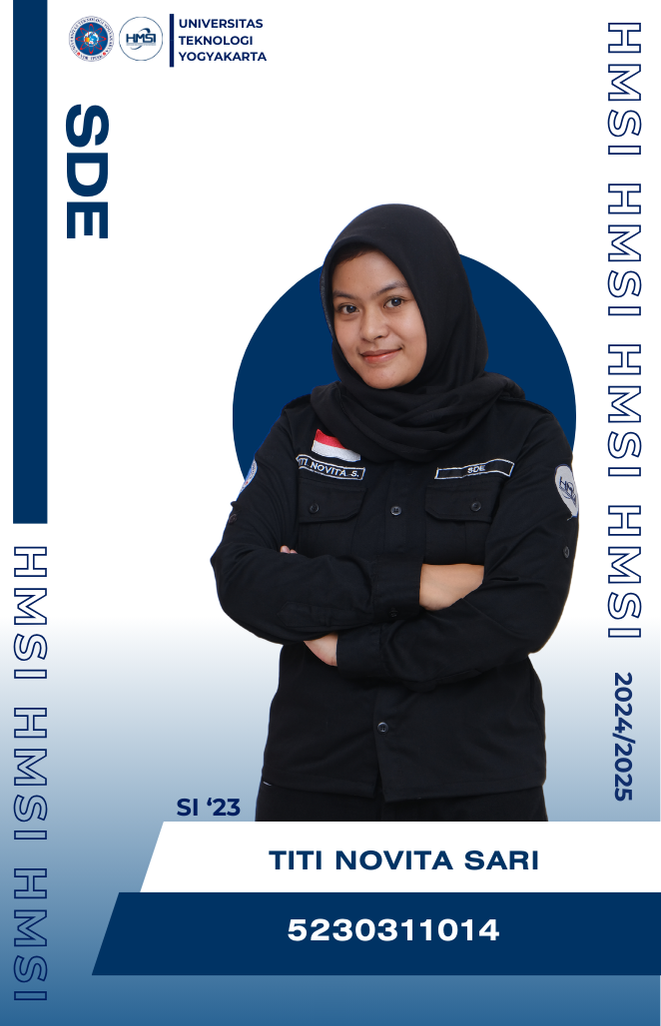 HMSI
UNIVERSITAS
TEKNOLOGI
YOGYAKARTA
SDE
HMSI HMSI HMSI HMSI
2024/2025
HMSI HMSI HMSI
TITI NOVITA S.
SDE
HMSI
SI ‘23
TITI NOVITA SARI
5230311014